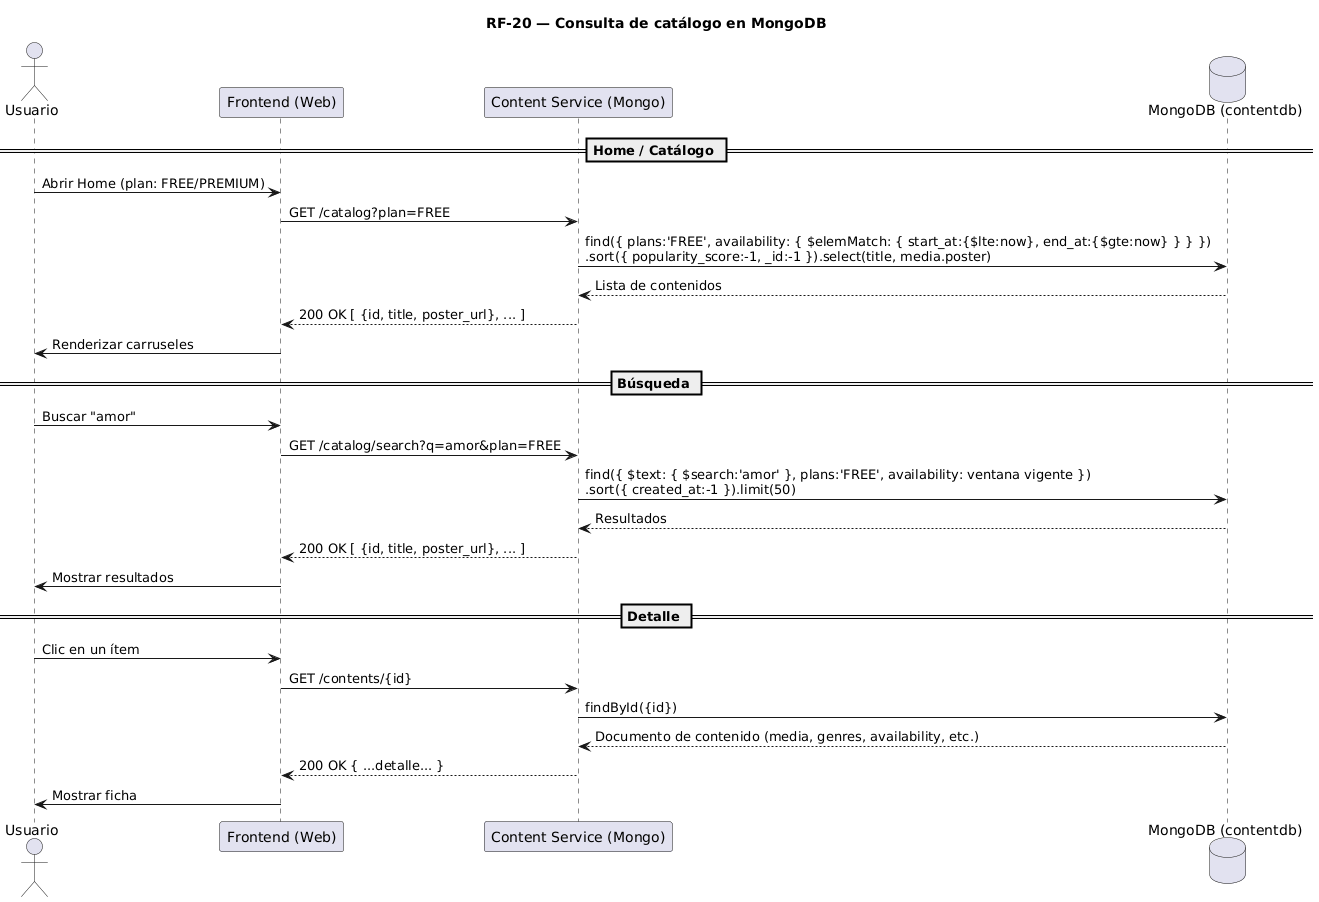 RF-20 — Consulta de catálogo en MongoDB
Usuario
Frontend (Web)
Content Service (Mongo)
MongoDB (contentdb)
Home / Catálogo
Abrir Home (plan: FREE/PREMIUM)
GET /catalog?plan=FREE
find({ plans:'FREE', availability: { $elemMatch: { start_at:{$lte:now}, end_at:{$gte:now} } } })
.sort({ popularity_score:-1, _id:-1 }).select(title, media.poster)
Lista de contenidos
200 OK [ {id, title, poster_url}, ... ]
Renderizar carruseles
Búsqueda
Buscar "amor"
GET /catalog/search?q=amor&plan=FREE
find({ $text: { $search:'amor' }, plans:'FREE', availability: ventana vigente })
.sort({ created_at:-1 }).limit(50)
Resultados
200 OK [ {id, title, poster_url}, ... ]
Mostrar resultados
Detalle
Clic en un ítem
GET /contents/{id}
findById({id})
Documento de contenido (media, genres, availability, etc.)
200 OK { ...detalle... }
Mostrar ficha
Usuario
Frontend (Web)
Content Service (Mongo)
MongoDB (contentdb)